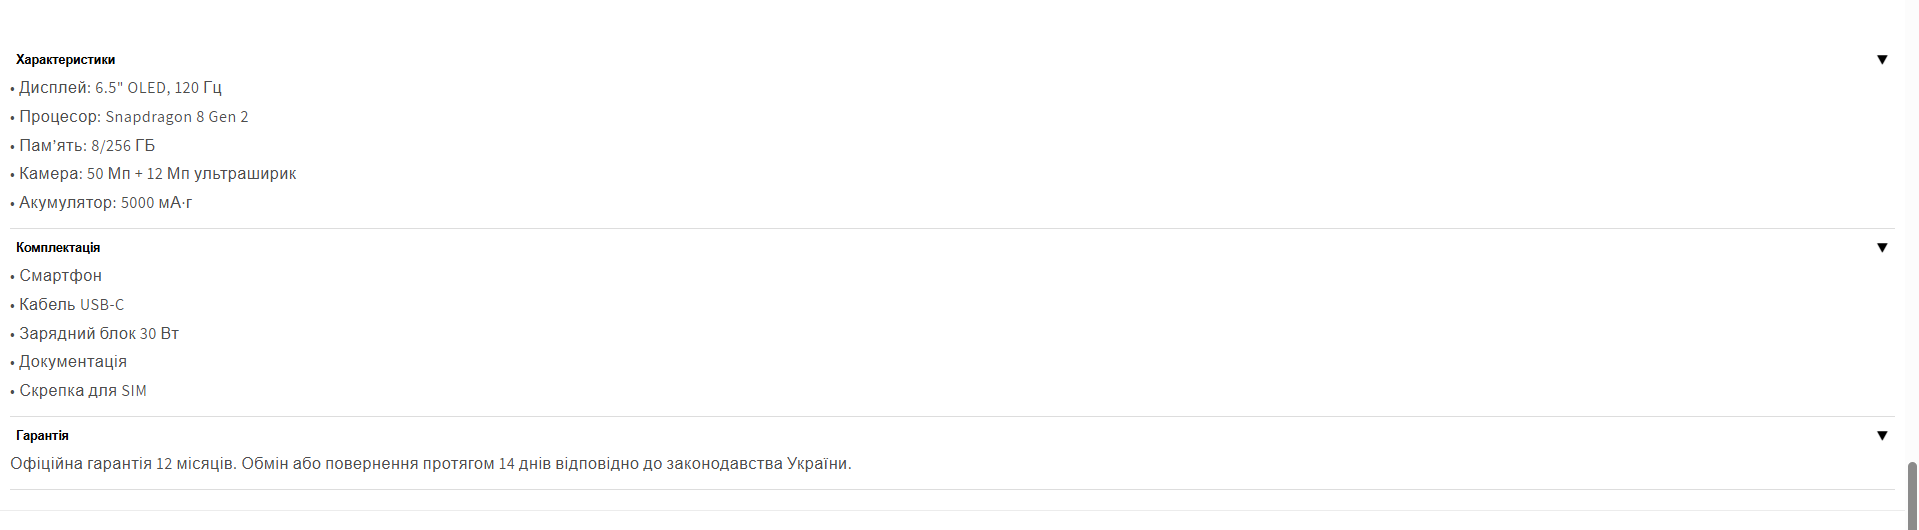 Характеристики
• Дисплей: 6.5" OLED, 120 Гц
• Процесор: Snapdragon 8 Gen 2
• Пам’ять: 8/256 ГБ
• Камера: 50 Мп + 12 Мп ультраширик
• Акумулятор: 5000 мА·г
Комплектація
• Смартфон
• Кабель USB-C
• Зарядний блок 30 Вт
• Документація
• Скрепка для SIM
Гарантія
Офіційна гарантія 12 місяців. Обмін або повернення протягом 14 днів відповідно до законодавства України.